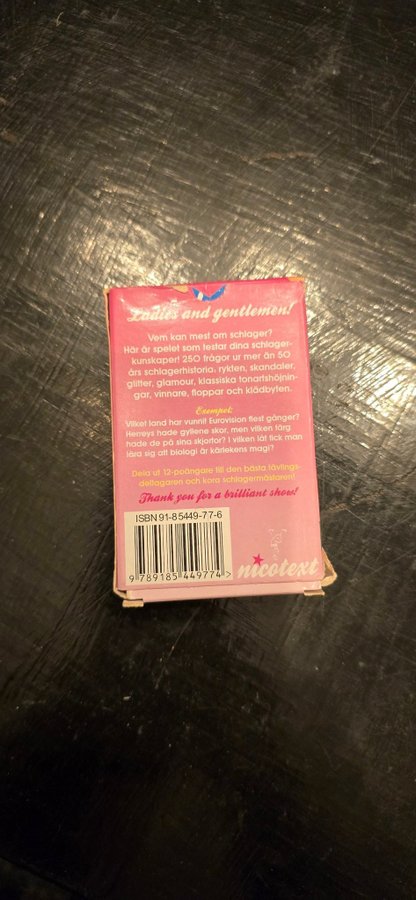 Ladies and gentlemen!
Vem kan mest om schlager?
Här är spelet som testar dina schlager-
kunskaper! 250 frågor ur mer än 50
års schlagerhistoria; rykten, skandaler,
glitter, glamour, klassiska tonartshöjnin-
gar, vinnare, floppar och klädbyten.
Exempel:
Vilket land har vunnit Eurovision flest gånger?
Herreys hade gyllene skor, men vilken färg
hade de på sina skjortor? I vilken låt fick man
lära sig att biologi är kärlekens magi?
Dela ut 12-poängare till den bästa tävlings-
deltagaren och kora schlagermästaren!
Thank you for a brilliant show!
ISBN 91-85449-77-6
9 789185 449774 >
nicotext